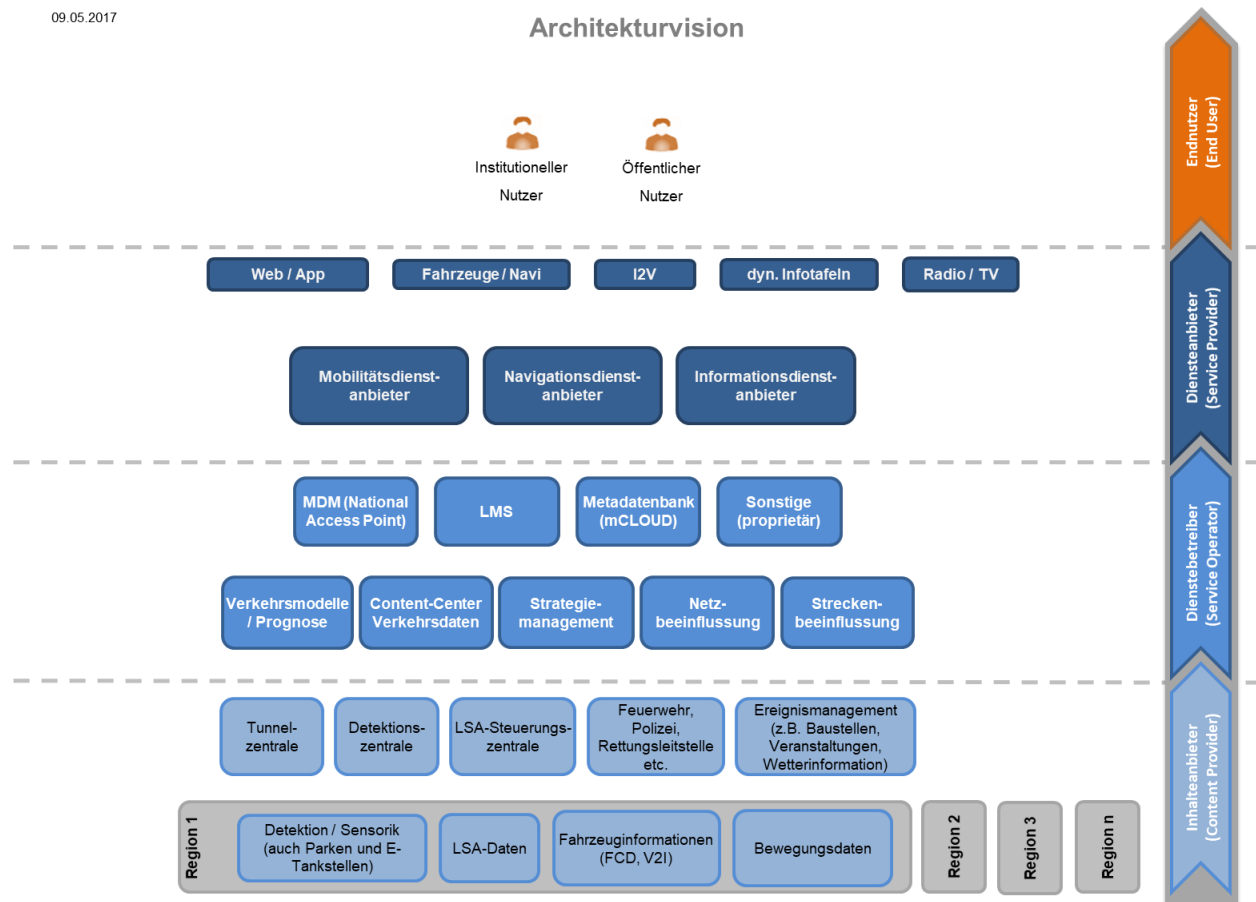 09.05.2017
Architekturvision
Institutioneller
Nutzer
Öffentlicher
Nutzer
Endnutzer
(End User)
Web / App
Fahrzeuge / Navi
I2V
dyn. Infotafeln
Radio / TV
Mobilitätsdienst-
anbieter
Navigationsdienst-
anbieter
Informationsdienst-
anbieter
Diensteanbieter
(Service Provider)
MDM (National
Access Point)
LMS
Metadatenbank
(mCLOUD)
Sonstige
(proprietär)
Verkehrsmodelle
/ Prognose
Content-Center
Verkehrsdaten
Strategie-
management
Netz-
beeinflussung
Strecken-
beeinflussung
Dienstebetreiber
(Service Operator)
Tunnel-
zentrale
Detektions-
zentrale
LSA-Steuerungs-
zentrale
Feuerwehr,
Polizei,
Rettungsleitstelle
etc.
Ereignismanagement
(z.B. Baustellen,
Veranstaltungen,
Wetterinformation)
Region 1
Detektion / Sensorik
(auch Parken und E-
Tankstellen)
LSA-Daten
Fahrzeuginformationen
(FCD, V2I)
Bewegungsdaten
Region 2
Region 3
Region n
Inhalteanbieter
(Content Provider)